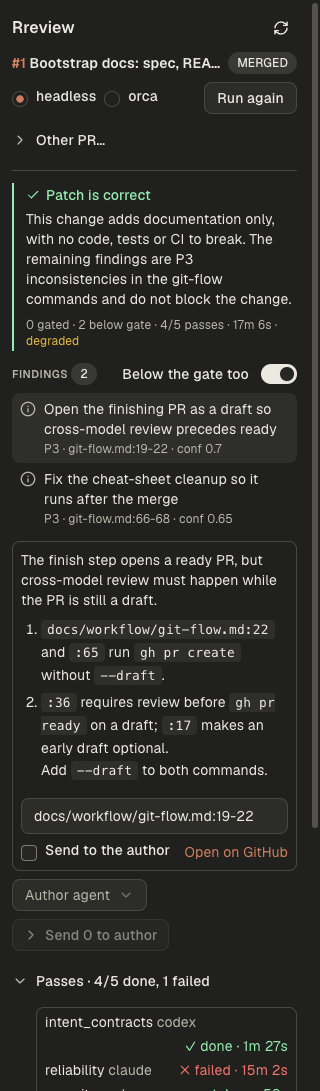 Rreview
#1 Bootstrap docs: spec, REA... MERGED
headless orca Run again
Other PR...
Patch is correct
This change adds documentation only,
with no code, tests or CI to break. The
remaining findings are P3
inconsistencies in the git-flow
commands and do not block the change.
0 gated · 2 below gate · 4/5 passes · 17m 6s ·
degraded
FINDINGS 2 Below the gate too
Open the finishing PR as a draft so
cross-model review precedes ready
P3 · git-flow.md:19-22 · conf 0.7
Fix the cheat-sheet cleanup so it
runs after the merge
P3 · git-flow.md:66-68 · conf 0.65
The finish step opens a ready PR, but
cross-model review must happen while
the PR is still a draft.
1. docs/workflow/git-flow.md:22
and :65 run gh pr create
without --draft.
2. :36 requires review before gh pr
ready on a draft; :17 makes an
early draft optional.
Add --draft to both commands.
docs/workflow/git-flow.md:19-22
Send to the author Open on GitHub
Author agent
Send 0 to author
Passes · 4/5 done, 1 failed
intent_contracts codex
✓ done · 1m 27s
reliability claude × failed · 15m 2s